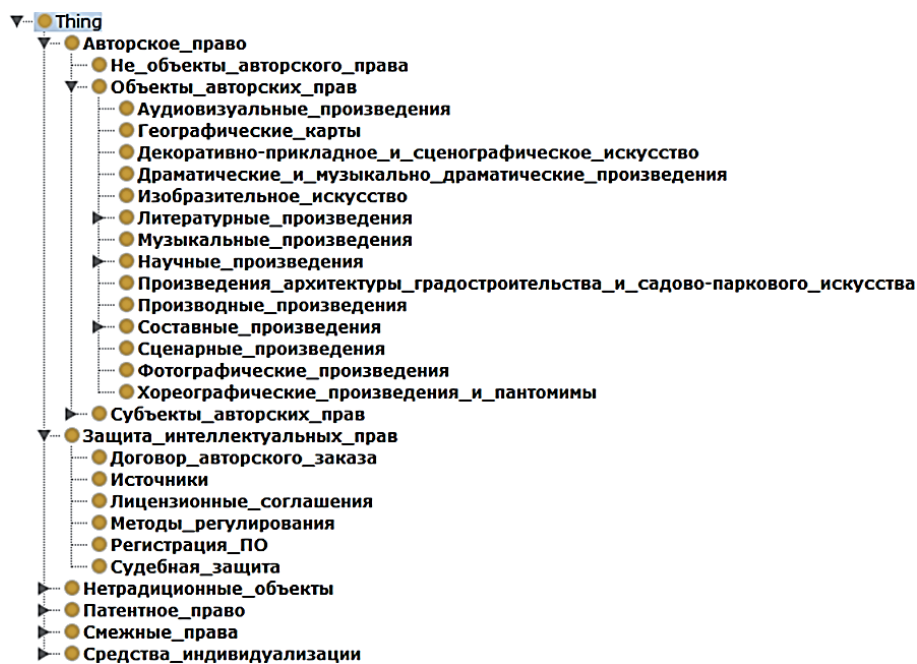 Thing
Авторское_право
Не_объекты_авторского_права
Объекты_авторских_прав
Аудиовизуальные_произведения
Географические_карты
Декоративно-прикладное_и_сценографическое_искусство
Драматические_и_музыкально_драматические_произведения
Изобразительное_искусство
Литературные_произведения
Музыкальные_произведения
Научные_произведения
Произведения_архитектуры_градостроительства_и_садово-паркового_искусства
Производные_произведения
Составные_произведения
Сценарные_произведения
Фотографические_произведения
Хореографические_произведения_и_пантомимы
Субъекты_авторских_прав
Защита_интеллектуальных_прав
Договор_авторского_заказа
Источники
Лицензионные_соглашения
Методы_регулирования
Регистрация_ПО
Судебная_защита
Нетрадиционные_объекты
Патентное_право
Смежные_права
Средства_индивидуализации